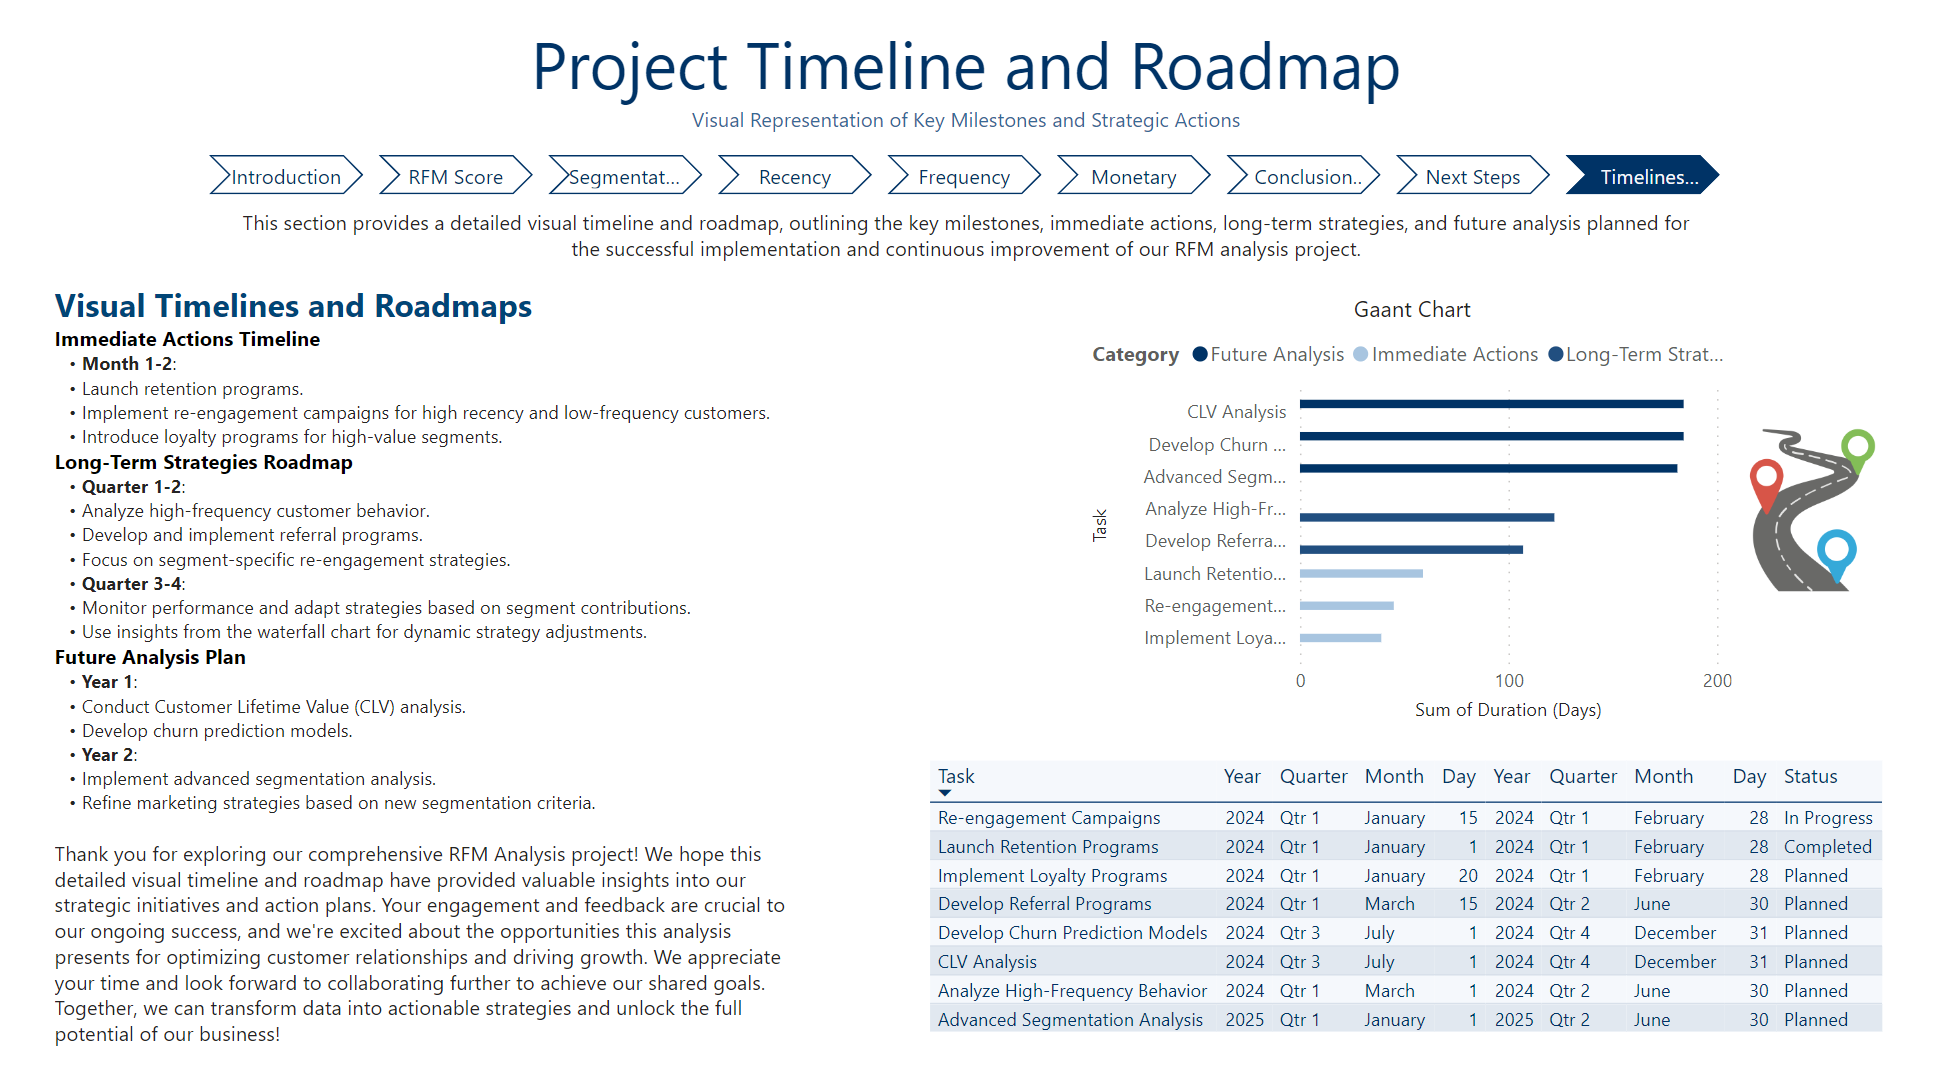 Project Timeline and Roadmap
Visual Representation of Key Milestones and Strategic Actions
Introduction
RFM Score
Segmentat...
Recency
Frequency
Monetary
Conclusion..
Next Steps
Timelines...
This section provides a detailed visual timeline and roadmap, outlining the key milestones, immediate actions, long-term strategies, and future analysis planned for
the successful implementation and continuous improvement of our RFM analysis project.
Visual Timelines and Roadmaps
Immediate Actions Timeline
• Month 1-2:
• Launch retention programs.
• Implement re-engagement campaigns for high recency and low-frequency customers.
• Introduce loyalty programs for high-value segments.
Long-Term Strategies Roadmap
• Quarter 1-2:
• Analyze high-frequency customer behavior.
• Develop and implement referral programs.
• Focus on segment-specific re-engagement strategies.
• Quarter 3-4:
• Monitor performance and adapt strategies based on segment contributions.
• Use insights from the waterfall chart for dynamic strategy adjustments.
Future Analysis Plan
• Year 1:
• Conduct Customer Lifetime Value (CLV) analysis.
• Develop churn prediction models.
• Year 2:
• Implement advanced segmentation analysis.
• Refine marketing strategies based on new segmentation criteria.
Thank you for exploring our comprehensive RFM Analysis project! We hope this
detailed visual timeline and roadmap have provided valuable insights into our
strategic initiatives and action plans. Your engagement and feedback are crucial to
our ongoing success, and we're excited about the opportunities this analysis
presents for optimizing customer relationships and driving growth. We appreciate
your time and look forward to collaborating further to achieve our shared goals.
Together, we can transform data into actionable strategies and unlock the full
potential of our business!
Gaant Chart
Category Future Analysis Immediate Actions Long-Term Strat...
Task
CLV Analysis
Develop Churn ...
Advanced Segm...
Analyze High-Fr...
Develop Referra...
Launch Retentio...
Re-engagement...
Implement Loya...
0 100 200
Sum of Duration (Days)
Task Year Quarter Month Day Year Quarter Month Day Status
Re-engagement Campaigns 2024 Qtr 1 January 15 2024 Qtr 1 February 28 In Progress
Launch Retention Programs 2024 Qtr 1 January 1 2024 Qtr 1 February 28 Completed
Implement Loyalty Programs 2024 Qtr 1 January 20 2024 Qtr 1 February 28 Planned
Develop Referral Programs 2024 Qtr 1 March 15 2024 Qtr 2 June 30 Planned
Develop Churn Prediction Models 2024 Qtr 3 July 1 2024 Qtr 4 December 31 Planned
CLV Analysis 2024 Qtr 3 July 1 2024 Qtr 4 December 31 Planned
Analyze High-Frequency Behavior 2024 Qtr 1 March 1 2024 Qtr 2 June 30 Planned
Advanced Segmentation Analysis 2025 Qtr 1 January 1 2025 Qtr 2 June 30 Planned